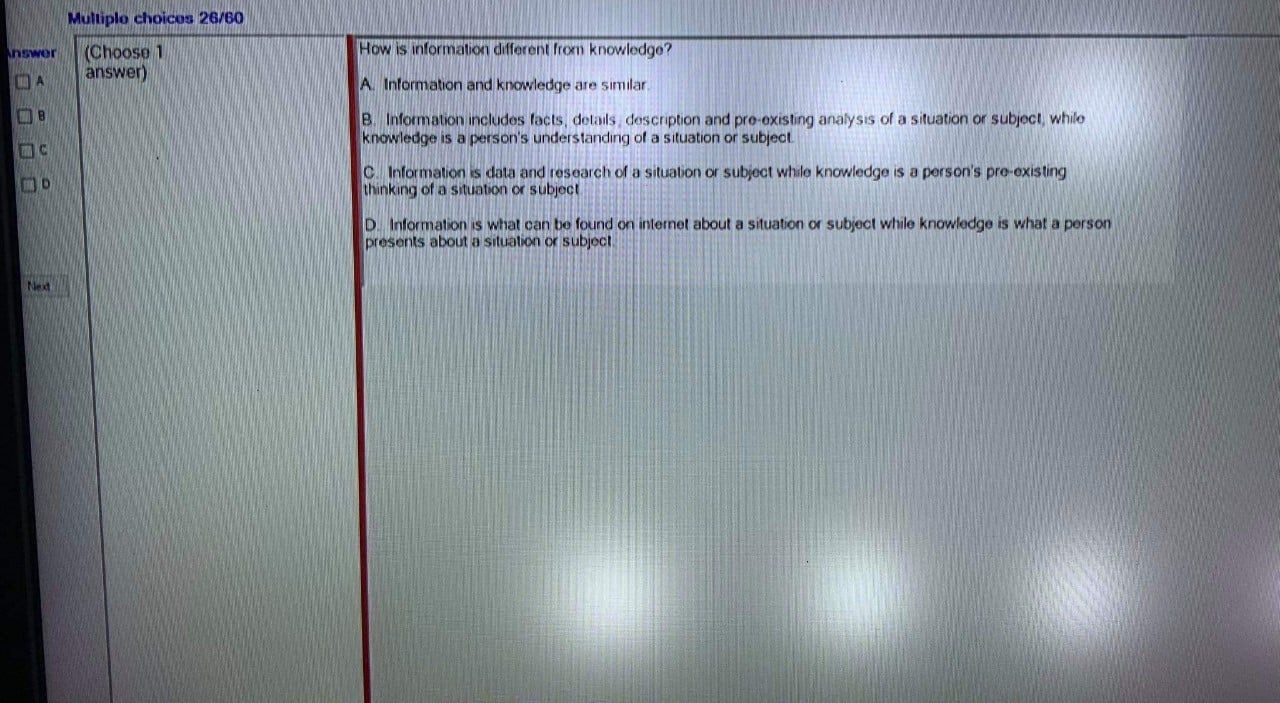 Multiple choices 26/60
Answer
(Choose 1
answer)
A
B
C
D
Next
How is information different from knowledge?
A. Information and knowledge are similar.
B. Information includes facts, details, description and pre-existing analysis of a situation or subject, while
knowledge is a person's understanding of a situation or subject.
C. Information is data and research of a situation or subject while knowledge is a person's pre-existing
thinking of a situation or subject
D. Information is what can be found on internet about a situation or subject while knowledge is what a person
presents about a situation or subject.